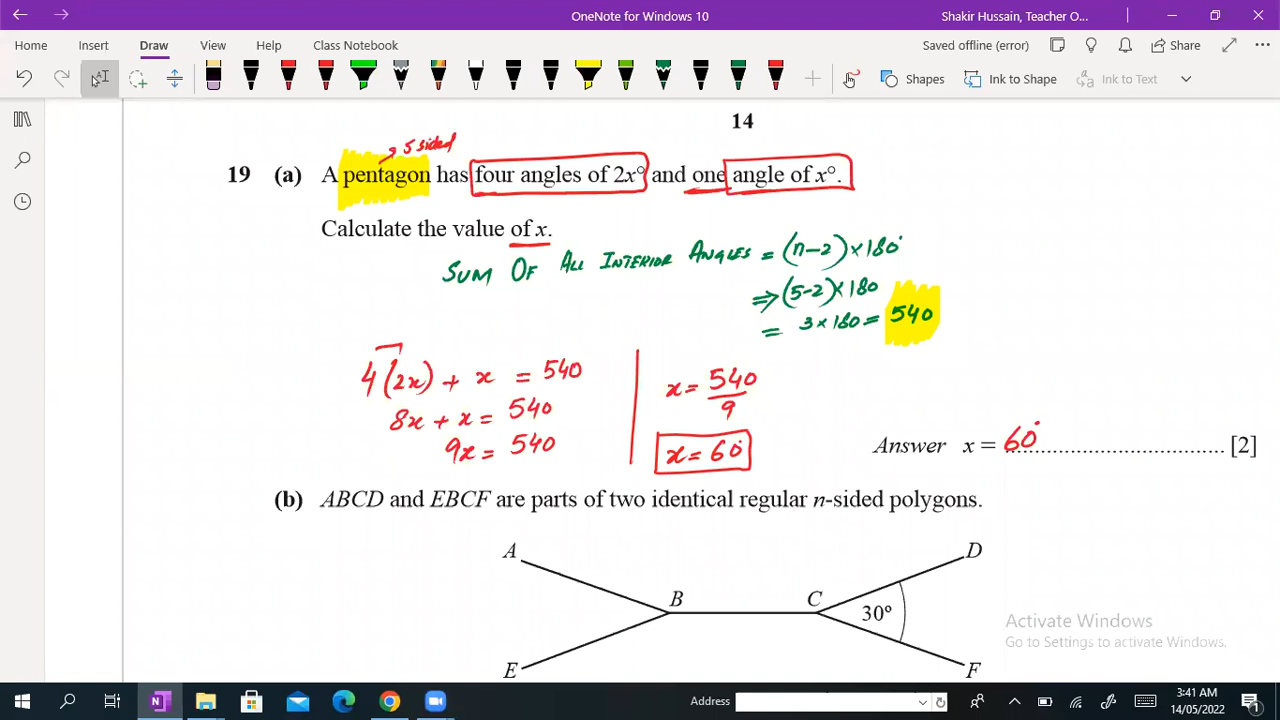 OneNote for Windows 10
Shakir Hussain, Teacher O...
Home Insert Draw View Help Class Notebook
Saved offline (error) Share
Shapes Ink to Shape Ink to Text
14
5 sided
19 (a) A pentagon has four angles of 2x° and one angle of x°.
Calculate the value of x.
SUM OF ALL INTERIOR ANGLES = (n-2)×180°
⇒(5-2)×180
= 3×180= 540
4(2x) + x = 540
8x + x = 540
9x = 540
x= 540/9
x= 60°
Answer x = 60° [2]
(b) ABCD and EBCF are parts of two identical regular n-sided polygons.
A
D
B
C
30°
E
F
Activate Windows
Go to Settings to activate Windows.
Address
3:41 AM
14/05/2022
1